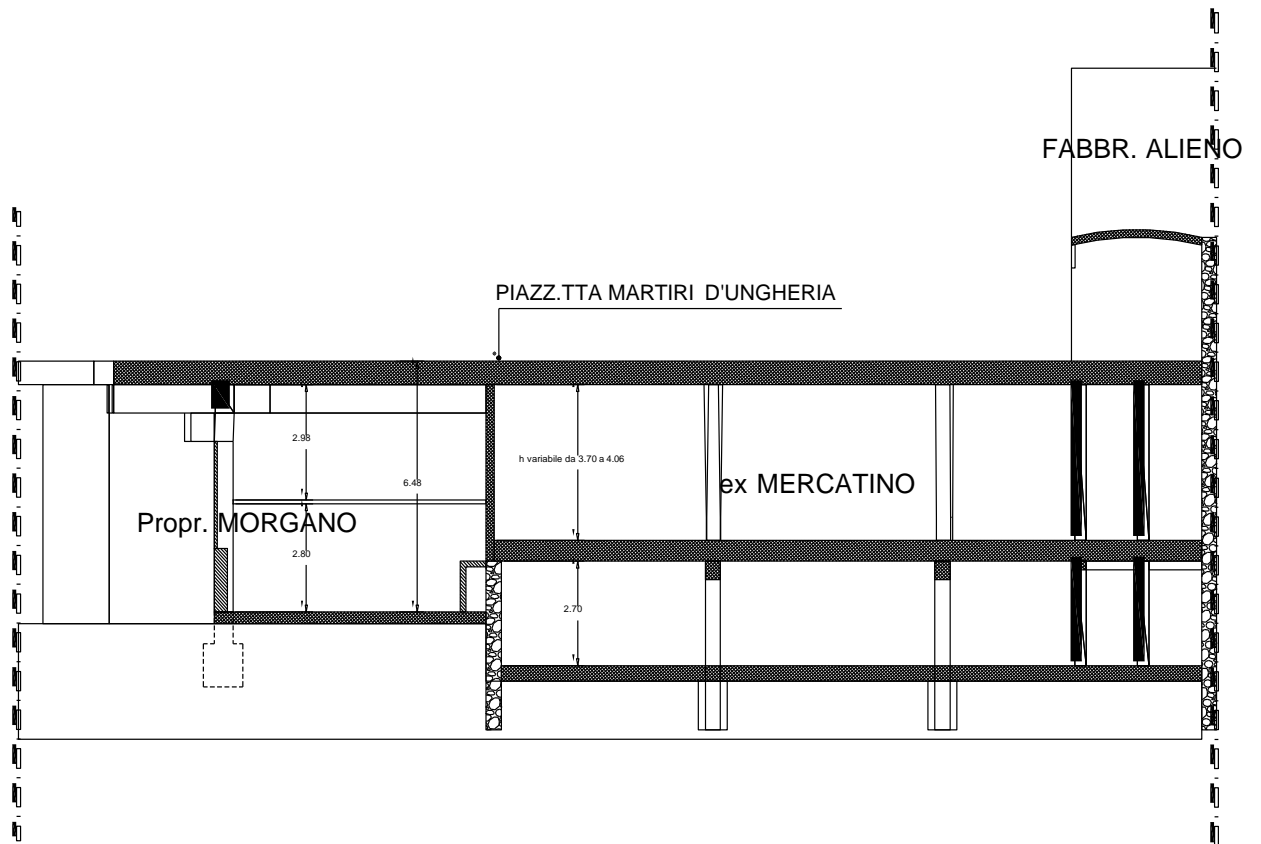 FABBR. ALIENO
PIAZZ.TTA MARTIRI D'UNGHERIA
2.98
h variabile da 3.70 a 4.06
6.48
ex MERCATINO
Propr. MORGANO
2.80
2.70